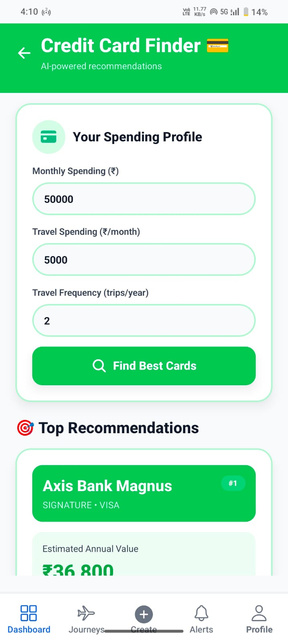 4:10
Vo LTE 11.77 KB/s 5G 14%
Credit Card Finder 💳
AI-powered recommendations
Your Spending Profile
Monthly Spending (₹)
50000
Travel Spending (₹/month)
5000
Travel Frequency (trips/year)
2
Find Best Cards
🎯 Top Recommendations
Axis Bank Magnus #1
SIGNATURE • VISA
Estimated Annual Value
₹36,800
Dashboard Journeys Create Alerts Profile